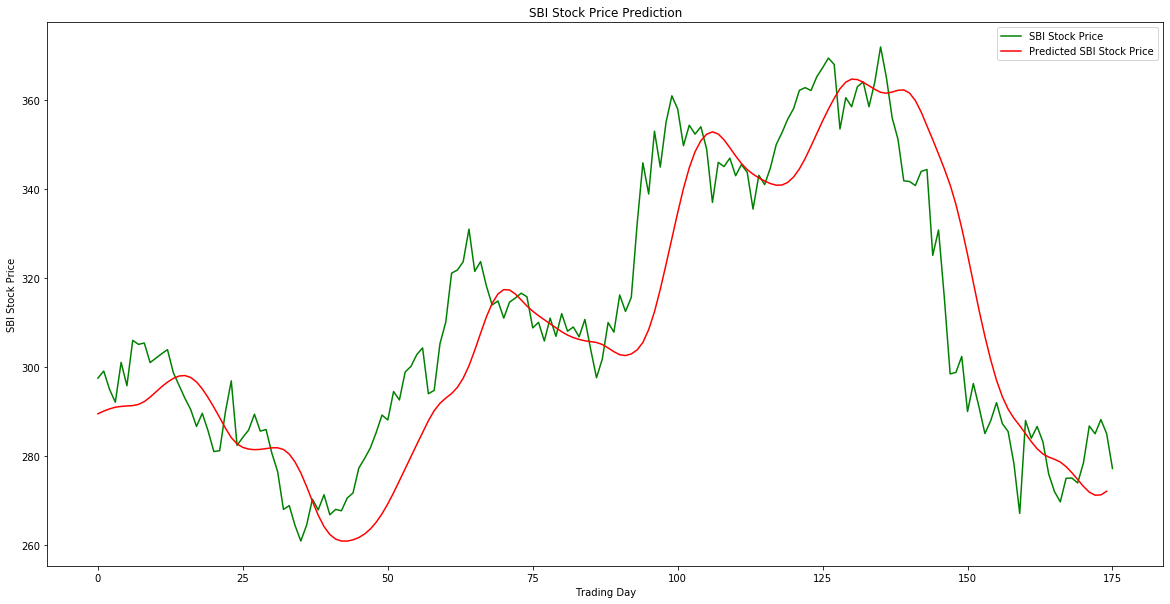 SBI Stock Price Prediction
SBI Stock Price
Predicted SBI Stock Price
SBI Stock Price
360
340
320
300
280
260
0 25 50 75 100 125 150 175
Trading Day